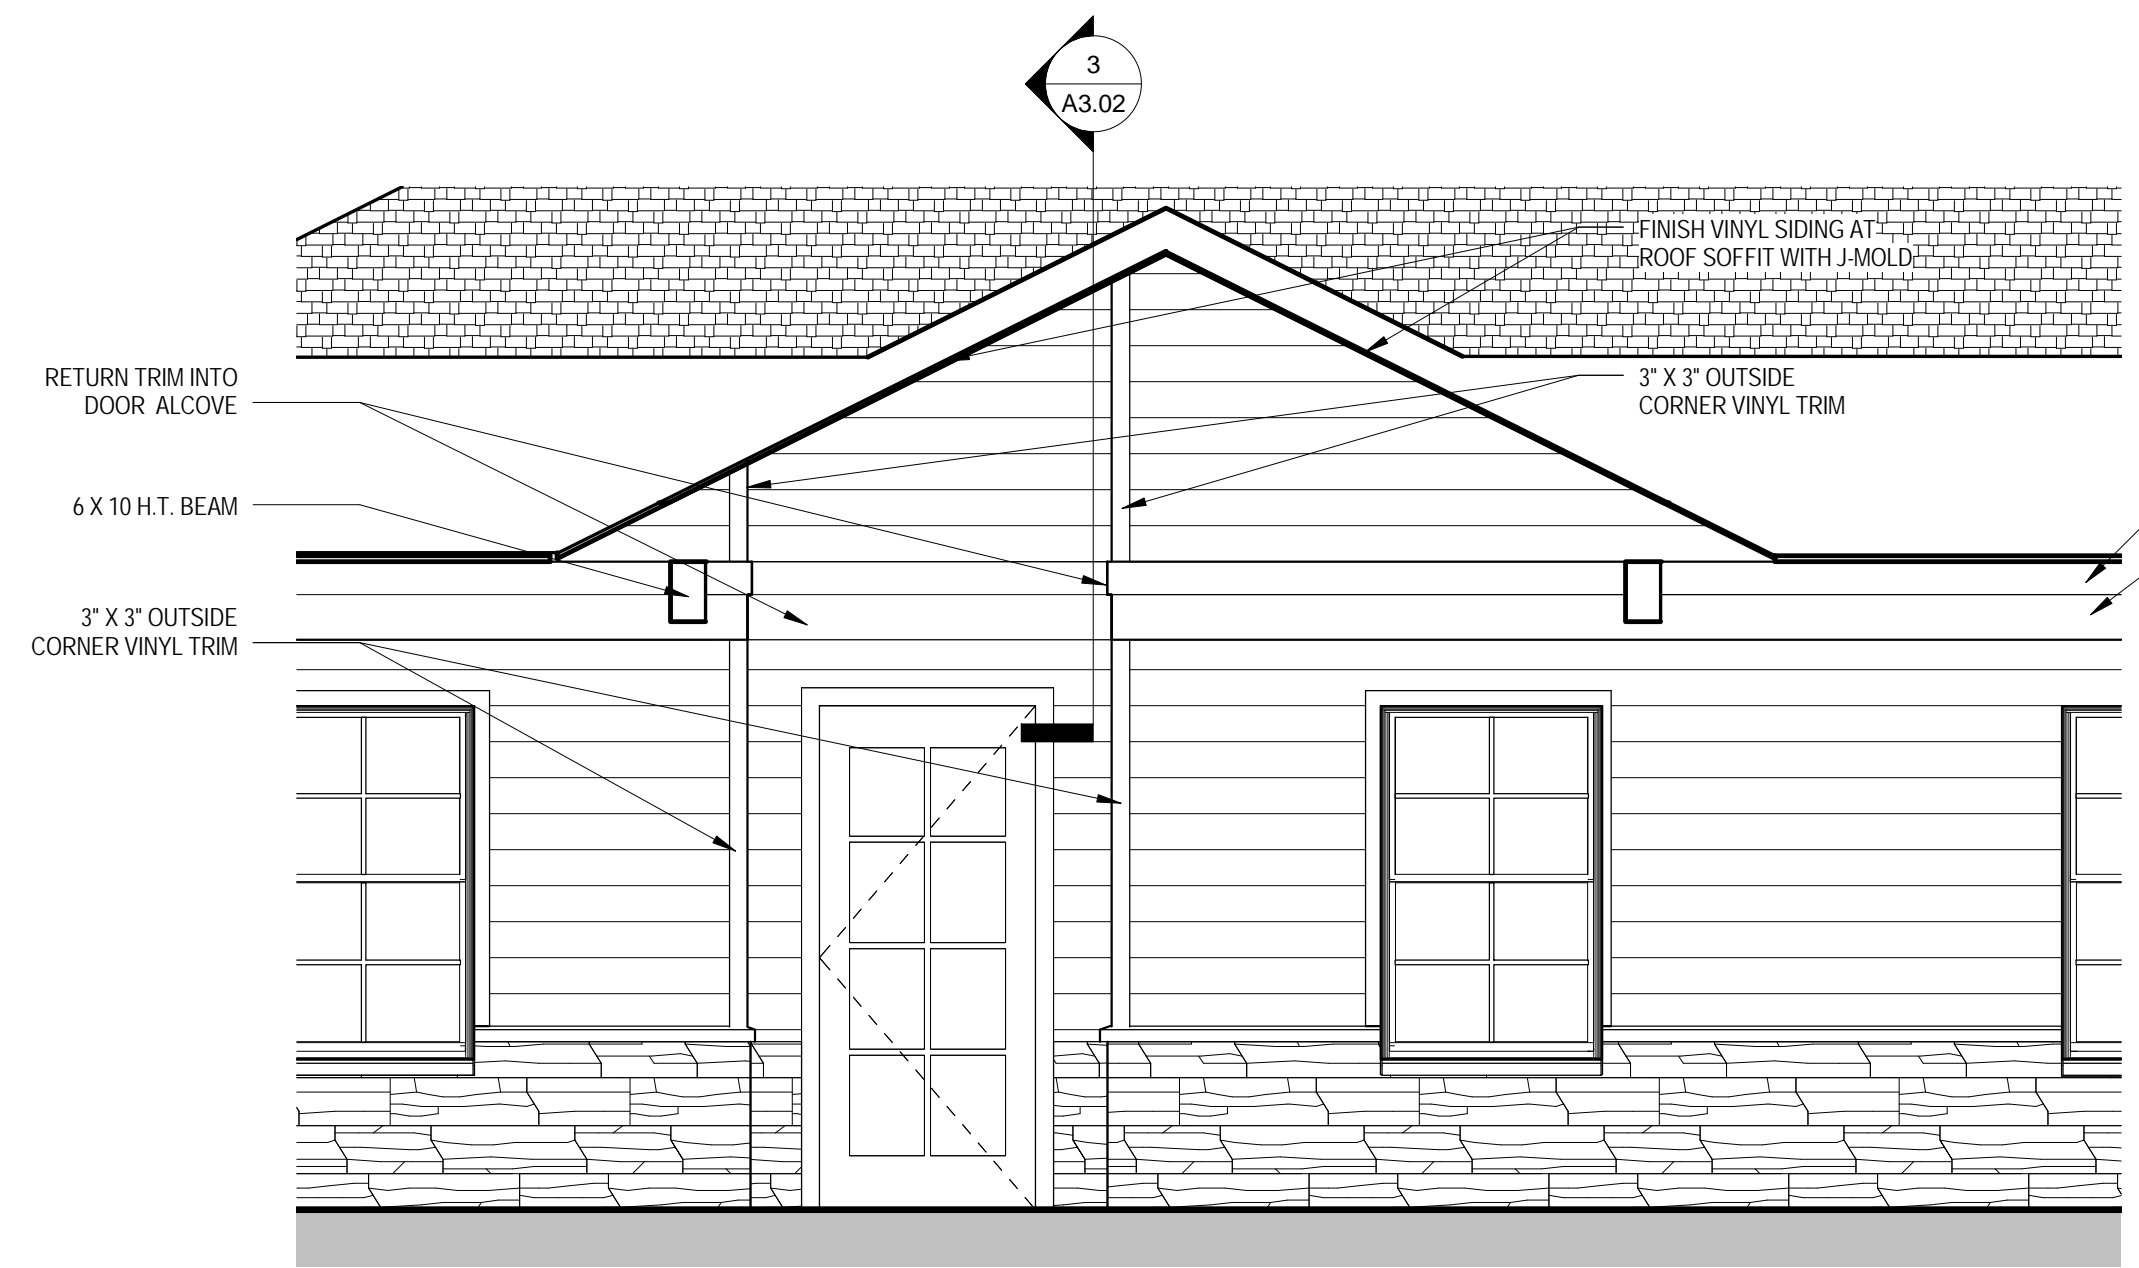 3
A3.02
FINISH VINYL SIDING AT
ROOF SOFFIT WITH J-MOLD
RETURN TRIM INTO
DOOR ALCOVE
3" X 3" OUTSIDE
CORNER VINYL TRIM
6 X 10 H.T. BEAM
3" X 3" OUTSIDE
CORNER VINYL TRIM